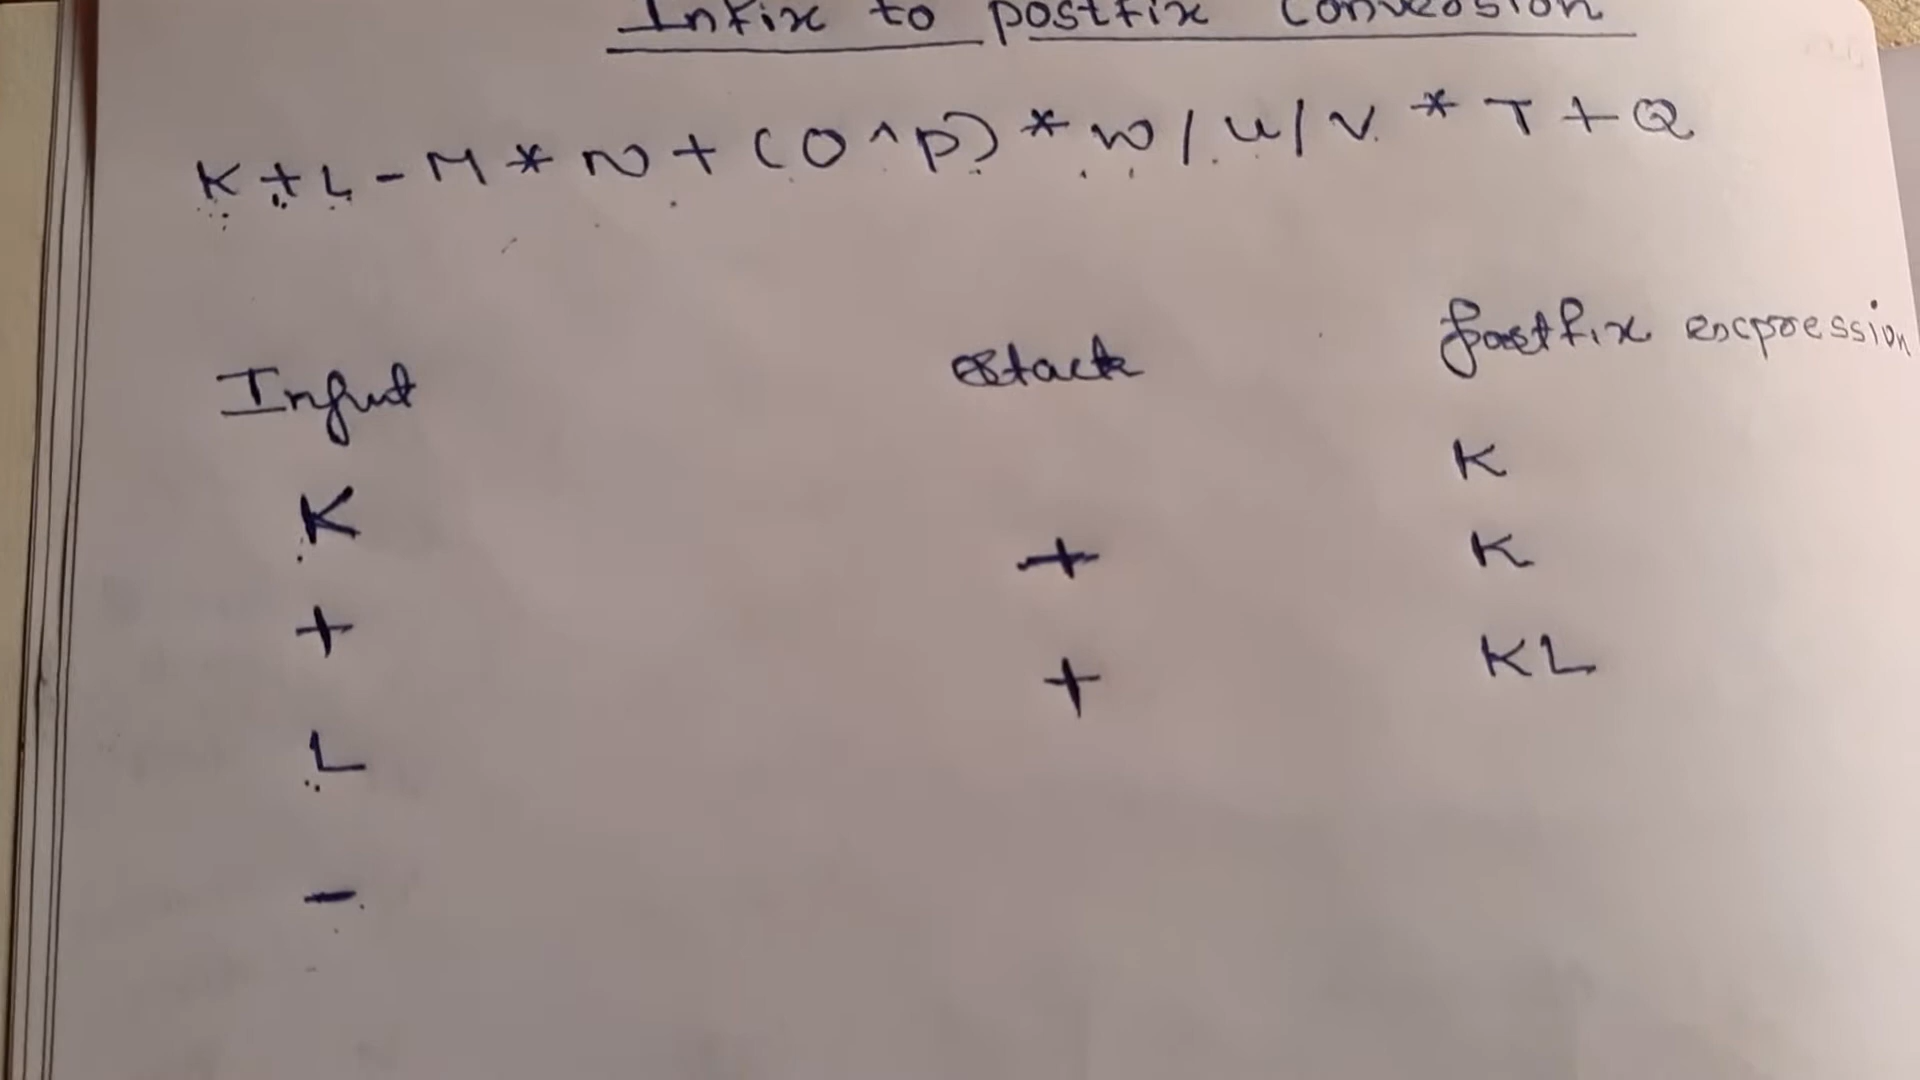 Infix to postfix conversion
K + L - M * N + ( O ^ P ) * W / U / V * T + Q
Input Stack Postfix expression
K K
+ + K
L + KL
-